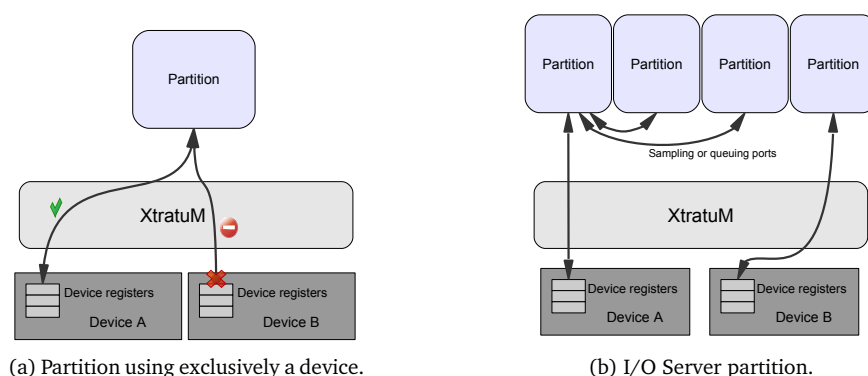 Partition
XtratuM
Device registers
Device A
Device registers
Device B
(a) Partition using exclusively a device.
Partition
Partition
Partition
Partition
Sampling or queuing ports
XtratuM
Device registers
Device A
Device registers
Device B
(b) I/O Server partition.